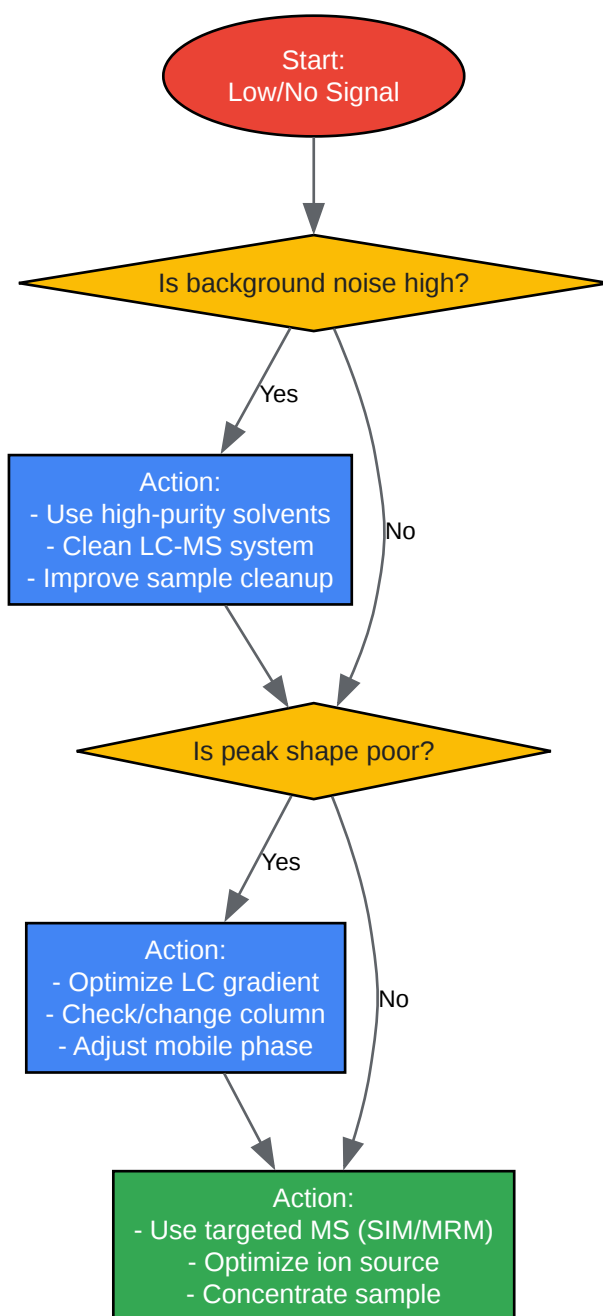 Start:
Low/No Signal
Is background noise high?
Yes
Action:
- Use high-purity solvents
- Clean LC-MS system
- Improve sample cleanup
No
Is peak shape poor?
Yes
Action:
- Optimize LC gradient
- Check/change column
- Adjust mobile phase
No
Action:
- Use targeted MS (SIM/MRM)
- Optimize ion source
- Concentrate sample